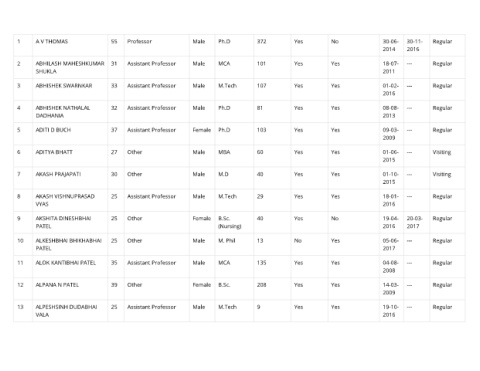 1 A V THOMAS 55 Professor Male Ph.D 372 Yes No 30-06- 30-11- Regular
2014 2016
2 ABHILASH MAHESHKUMAR 31 Assistant Professor Male MCA 101 Yes Yes 18-07- --- Regular
SHUKLA 2011
3 ABHISHEK SWARNKAR 33 Assistant Professor Male M.Tech 107 Yes Yes 01-02- --- Regular
2016
4 ABHISHEK NATHALAL 32 Assistant Professor Male Ph.D 81 Yes Yes 08-08- --- Regular
DADHANIA 2013
5 ADITI D BUCH 37 Assistant Professor Female Ph.D 103 Yes Yes 09-03- --- Regular
2009
6 ADITYA BHATT 27 Other Male MBA 60 Yes Yes 01-06- --- Visiting
2015
7 AKASH PRAJAPATI 30 Other Male M.D 40 Yes Yes 01-10- --- Visiting
2015
8 AKASH VISHNUPRASAD 25 Assistant Professor Male M.Tech 29 Yes Yes 18-01- --- Regular
VYAS 2016
9 AKSHITA DINESHBHAI 25 Other Female B.Sc. 40 Yes No 19-04- 20-03- Regular
PATEL (Nursing) 2016 2017
10 ALKESHBHAI BHIKHABHAI 25 Other Male M. Phil 13 No Yes 05-06- --- Regular
PATEL 2017
11 ALOK KANTIBHAI PATEL 35 Assistant Professor Male MCA 135 Yes Yes 04-08- --- Regular
2008
12 ALPANA N PATEL 39 Other Female B.Sc. 208 Yes Yes 14-03- --- Regular
2009
13 ALPESHSINH DUDABHAI 25 Assistant Professor Male M.Tech 9 Yes Yes 19-10- --- Regular
VALA 2016